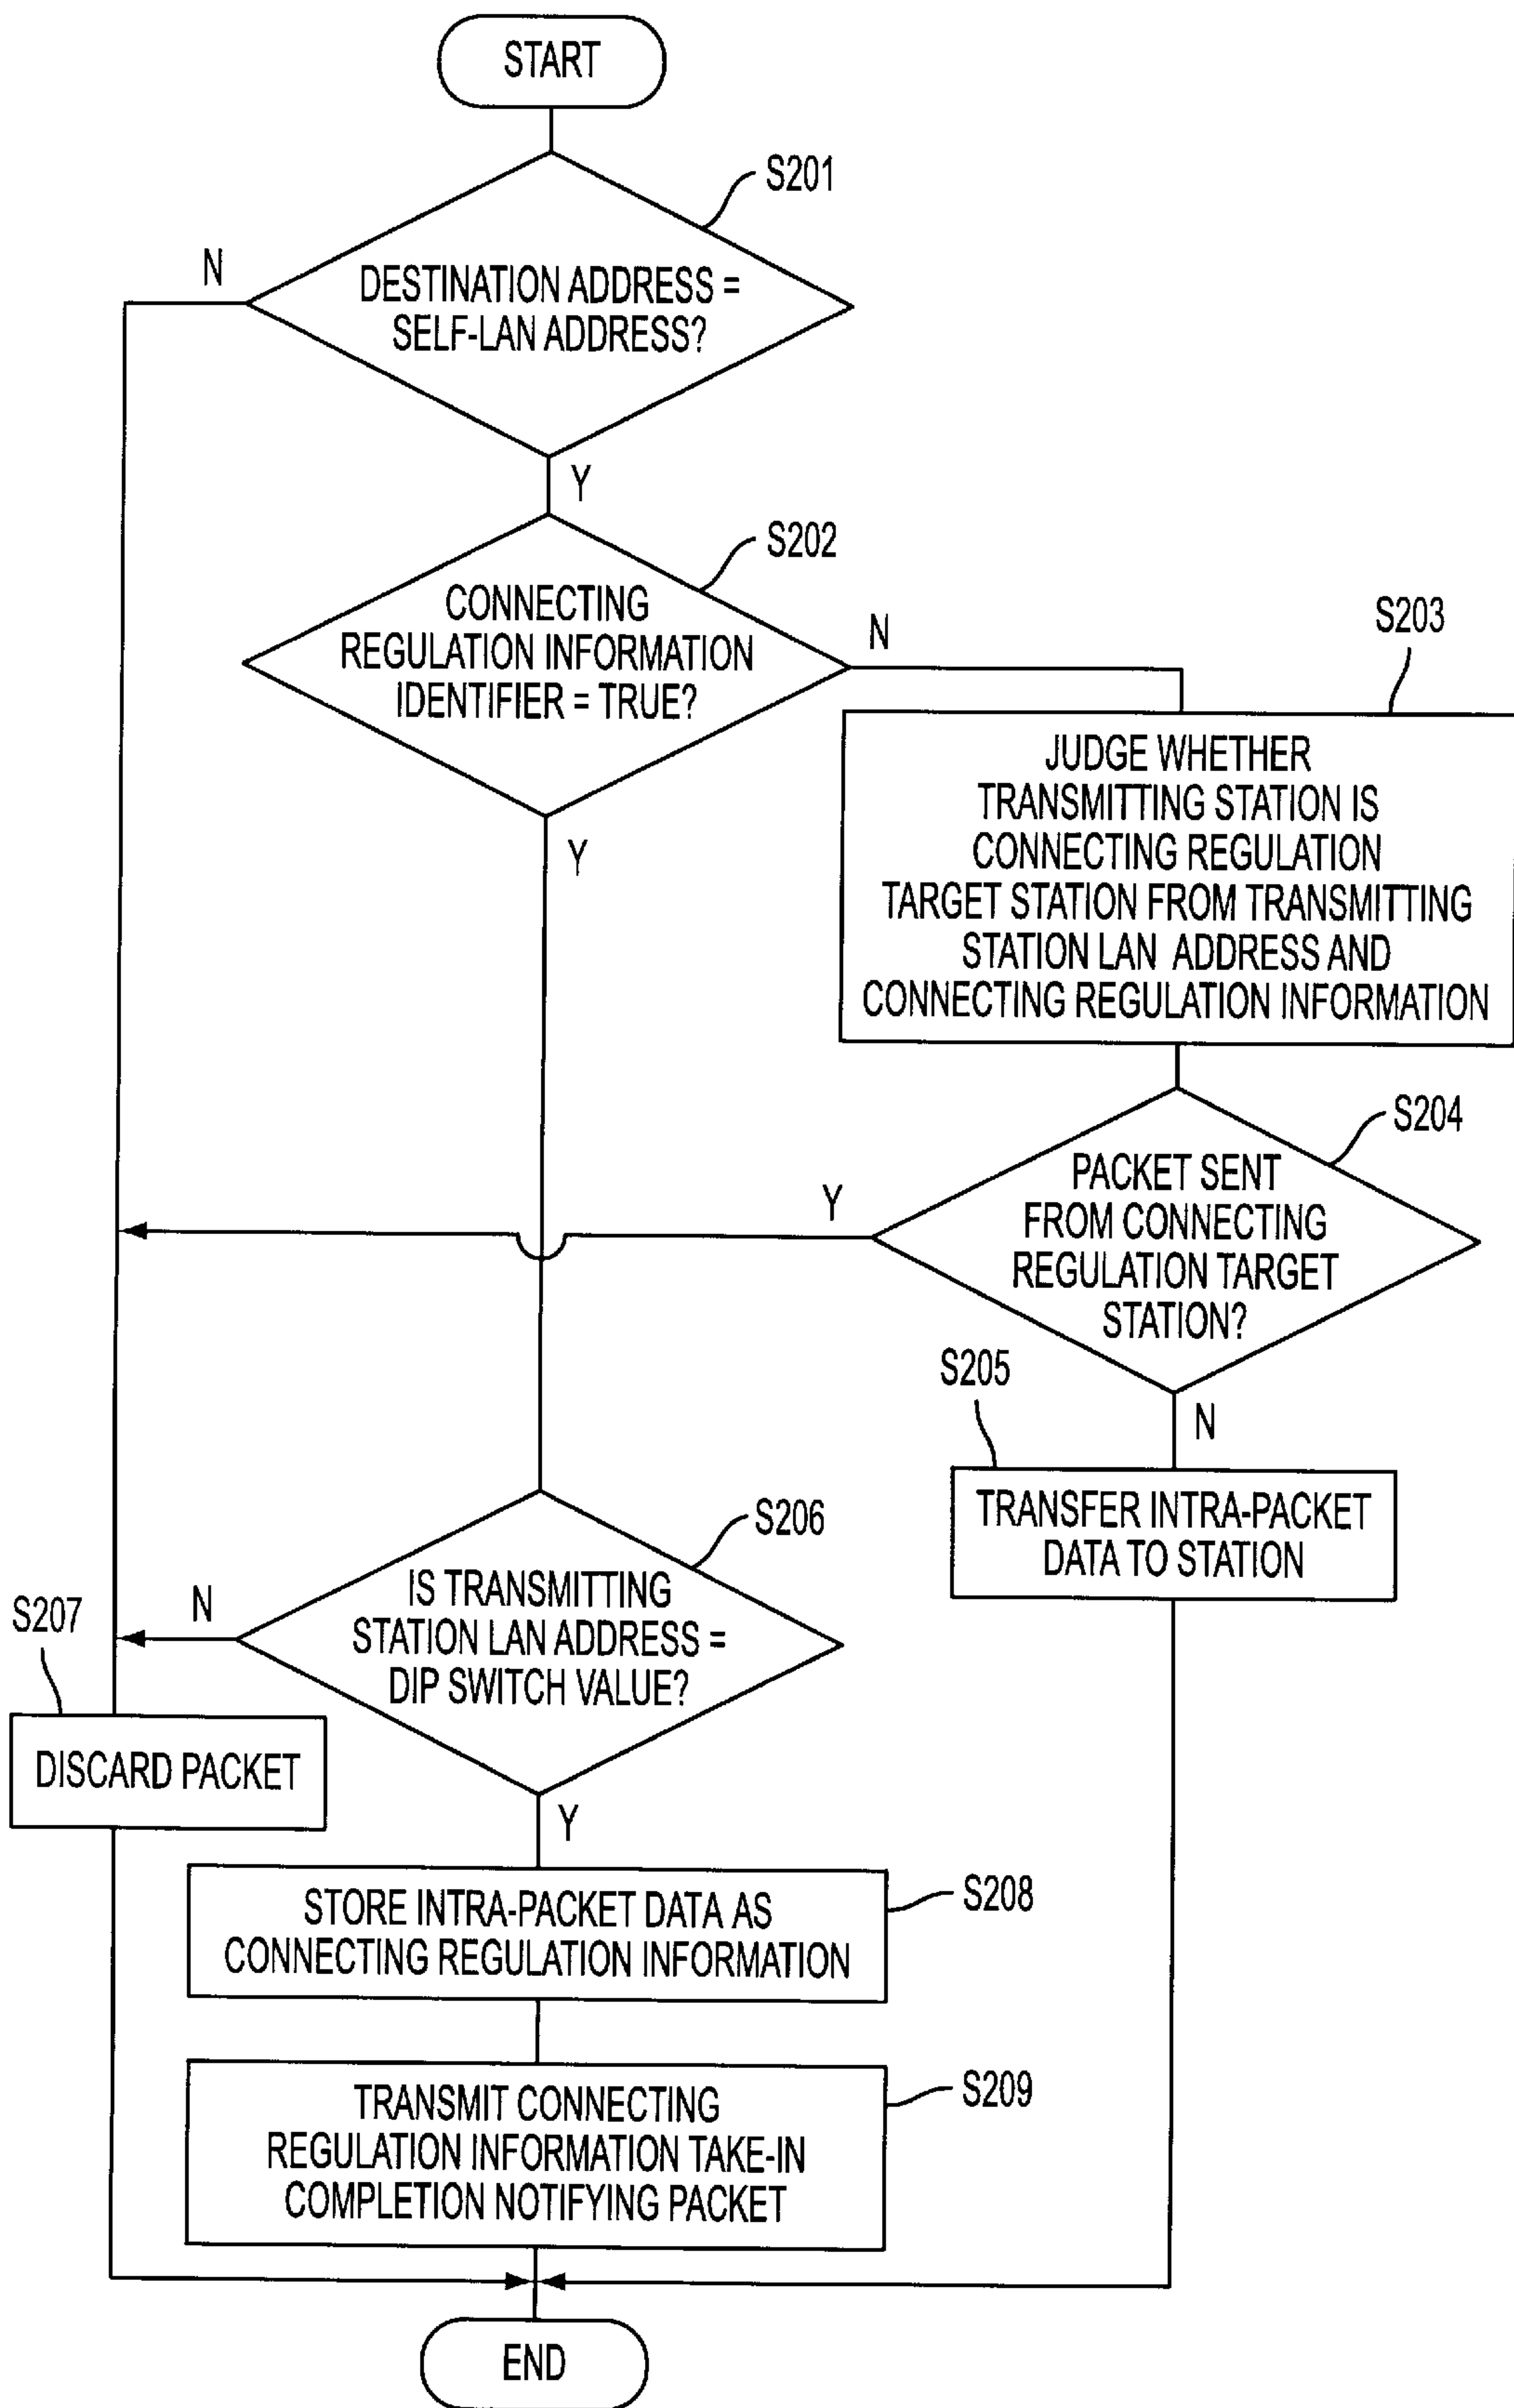 START
S201
N
DESTINATION ADDRESS =
SELF-LAN ADDRESS?
Y
S202
CONNECTING
REGULATION INFORMATION
IDENTIFIER = TRUE?
N
Y
S203
JUDGE WHETHER
TRANSMITTING STATION IS
CONNECTING REGULATION
TARGET STATION FROM TRANSMITTING
STATION LAN ADDRESS AND
CONNECTING REGULATION INFORMATION
S204
PACKET SENT
FROM CONNECTING
REGULATION TARGET
STATION?
Y
N
S205
TRANSFER INTRA-PACKET
DATA TO STATION
S206
IS TRANSMITTING
STATION LAN ADDRESS =
DIP SWITCH VALUE?
N
S207
DISCARD PACKET
Y
STORE INTRA-PACKET DATA AS
CONNECTING REGULATION INFORMATION
S208
TRANSMIT CONNECTING
REGULATION INFORMATION TAKE-IN
COMPLETION NOTIFYING PACKET
S209
END